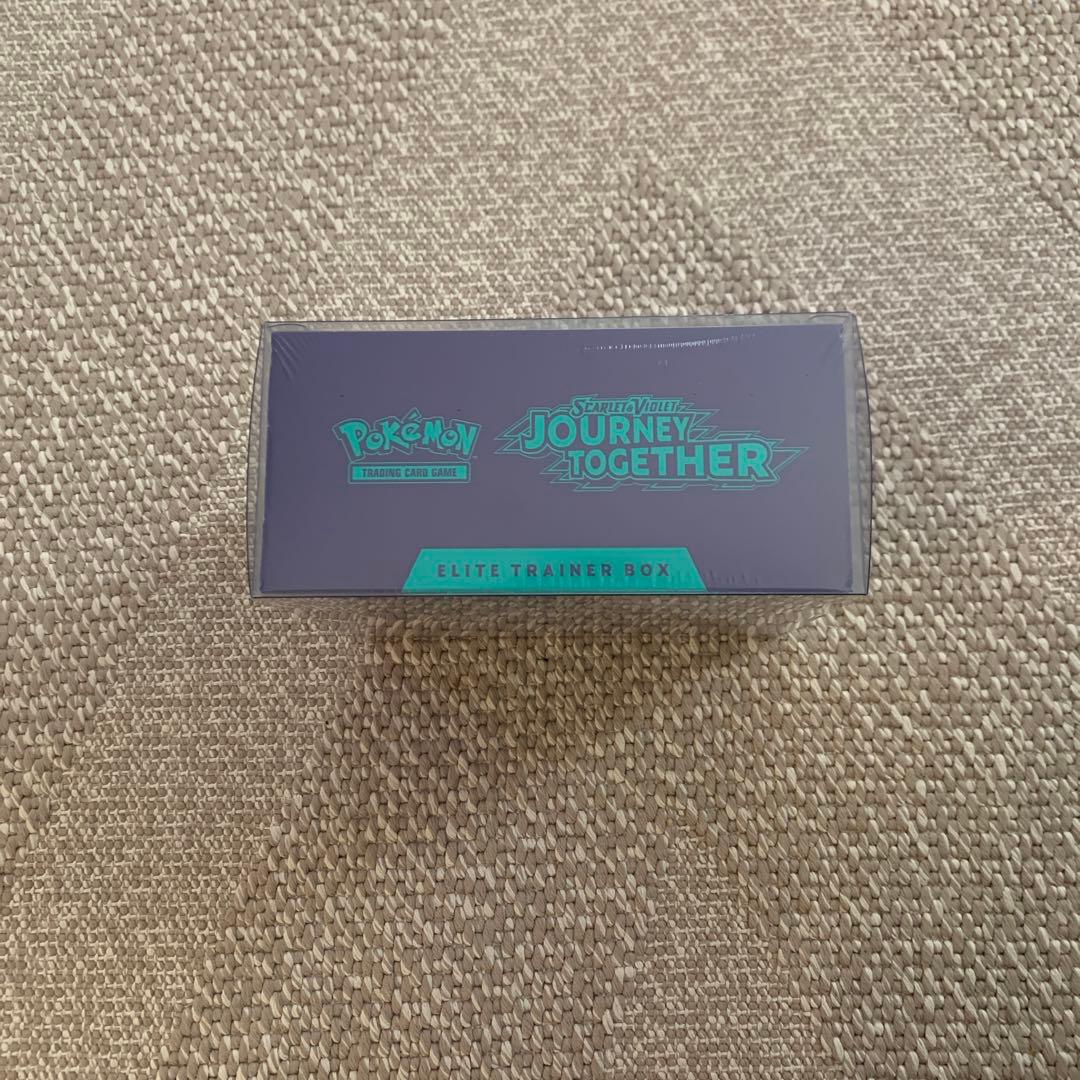 Pokémon
TRADING CARD GAME
SCARLET & VIOLET
JOURNEY
TOGETHER
ELITE TRAINER BOX